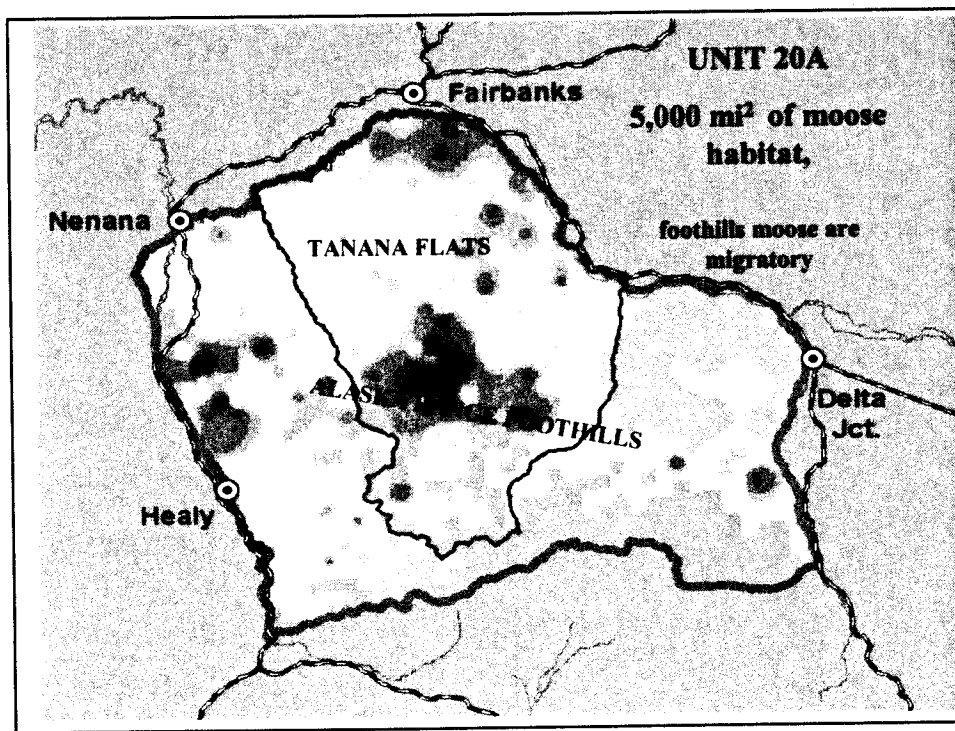 UNIT 20A
Fairbanks
5,000 mi² of moose
habitat,
Nenana
foothills moose are
migratory
TANANA FLATS
Delta
Jct.
FOOTHILLS
Healy